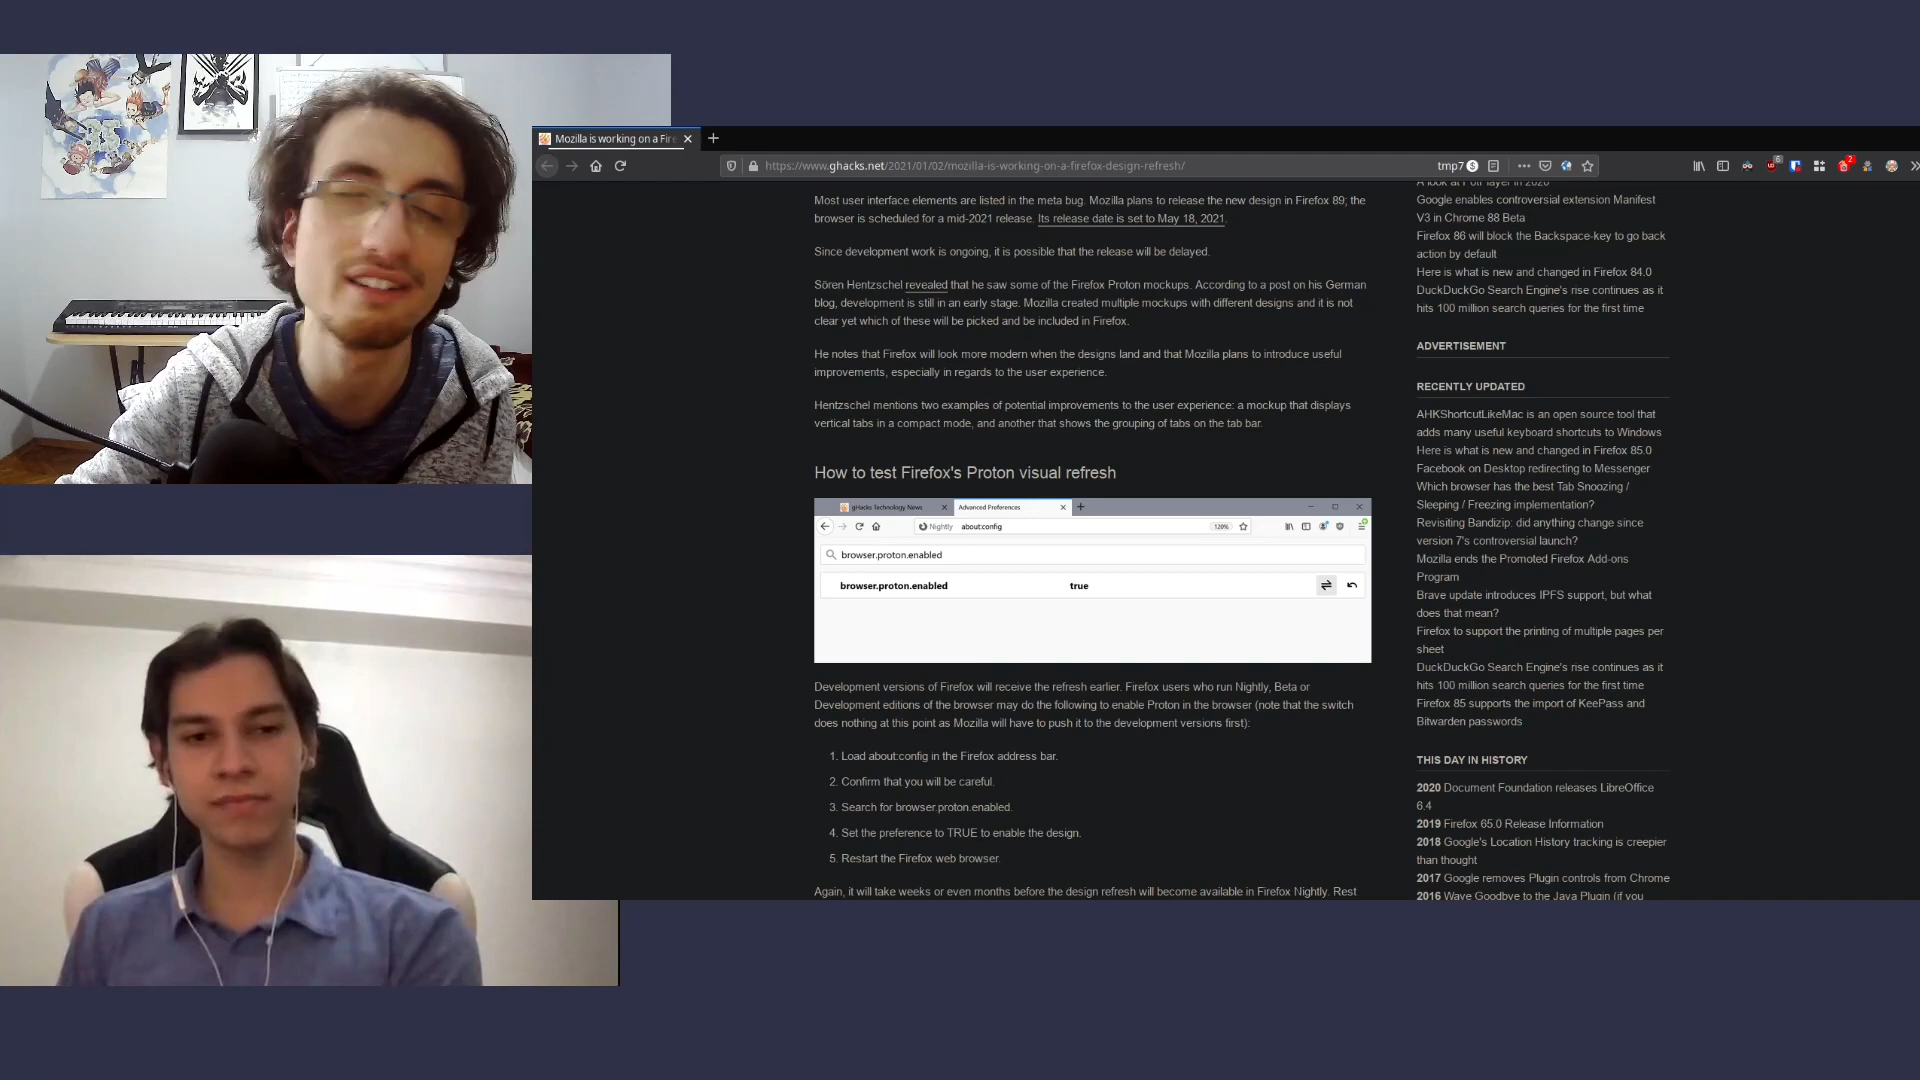 Mozilla is working on a Fire
https://www.ghacks.net/2021/01/02/mozilla-is-working-on-a-firefox-design-refresh/
tmp7
6
2
Most user interface elements are listed in the meta bug. Mozilla plans to release the new design in Firefox 89; the
browser is scheduled for a mid-2021 release. Its release date is set to May 18, 2021.
Since development work is ongoing, it is possible that the release will be delayed.
Sören Hentzschel revealed that he saw some of the Firefox Proton mockups. According to a post on his German
blog, development is still in an early stage. Mozilla created multiple mockups with different designs and it is not
clear yet which of these will be picked and be included in Firefox.
He notes that Firefox will look more modern when the designs land and that Mozilla plans to introduce useful
improvements, especially in regards to the user experience.
Hentzschel mentions two examples of potential improvements to the user experience: a mockup that displays
vertical tabs in a compact mode, and another that shows the grouping of tabs on the tab bar.
How to test Firefox's Proton visual refresh
gHacks Technology News
Advanced Preferences
Nightly
about:config
120%
browser.proton.enabled
browser.proton.enabled true
Development versions of Firefox will receive the refresh earlier. Firefox users who run Nightly, Beta or
Development editions of the browser may do the following to enable Proton in the browser (note that the switch
does nothing at this point as Mozilla will have to push it to the development versions first):
1. Load about:config in the Firefox address bar.
2. Confirm that you will be careful.
3. Search for browser.proton.enabled.
4. Set the preference to TRUE to enable the design.
5. Restart the Firefox web browser.
Again, it will take weeks or even months before the design refresh will become available in Firefox Nightly. Rest
A look at PotPlayer in 2020
Google enables controversial extension Manifest
V3 in Chrome 88 Beta
Firefox 86 will block the Backspace-key to go back
action by default
Here is what is new and changed in Firefox 84.0
DuckDuckGo Search Engine's rise continues as it
hits 100 million search queries for the first time
ADVERTISEMENT
RECENTLY UPDATED
AHKShortcutLikeMac is an open source tool that
adds many useful keyboard shortcuts to Windows
Here is what is new and changed in Firefox 85.0
Facebook on Desktop redirecting to Messenger
Which browser has the best Tab Snoozing /
Sleeping / Freezing implementation?
Revisiting Bandizip: did anything change since
version 7's controversial launch?
Mozilla ends the Promoted Firefox Add-ons
Program
Brave update introduces IPFS support, but what
does that mean?
Firefox to support the printing of multiple pages per
sheet
DuckDuckGo Search Engine's rise continues as it
hits 100 million search queries for the first time
Firefox 85 supports the import of KeePass and
Bitwarden passwords
THIS DAY IN HISTORY
2020 Document Foundation releases LibreOffice
6.4
2019 Firefox 65.0 Release Information
2018 Google's Location History tracking is creepier
than thought
2017 Google removes Plugin controls from Chrome
2016 Wave Goodbye to the Java Plugin (if you